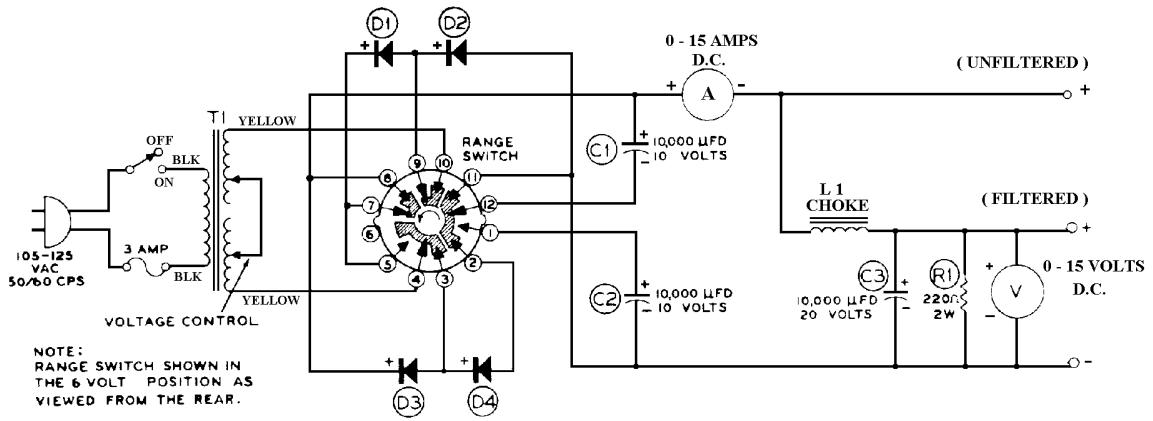 D1
D2
0 - 15 AMPS
D.C.
( UNFILTERED )
+
+
+
A
-
+
T1
YELLOW
OFF
BLK
ON
RANGE
SWITCH
C1
+
10,000 µFD
-
10 VOLTS
9
10
8
11
7
12
6
1
5
2
4
3
L 1
CHOKE
( FILTERED )
+
3 AMP
BLK
105-125
VAC
50/60 CPS
YELLOW
VOLTAGE CONTROL
C2
+
10,000 µFD
-
10 VOLTS
C3
+
10,000 µFD
-
20 VOLTS
R1
220Ω
2W
+
V
-
0 - 15 VOLTS
D.C.
-
NOTE:
RANGE SWITCH SHOWN IN
THE 6 VOLT POSITION AS
VIEWED FROM THE REAR.
+
+
D3
D4